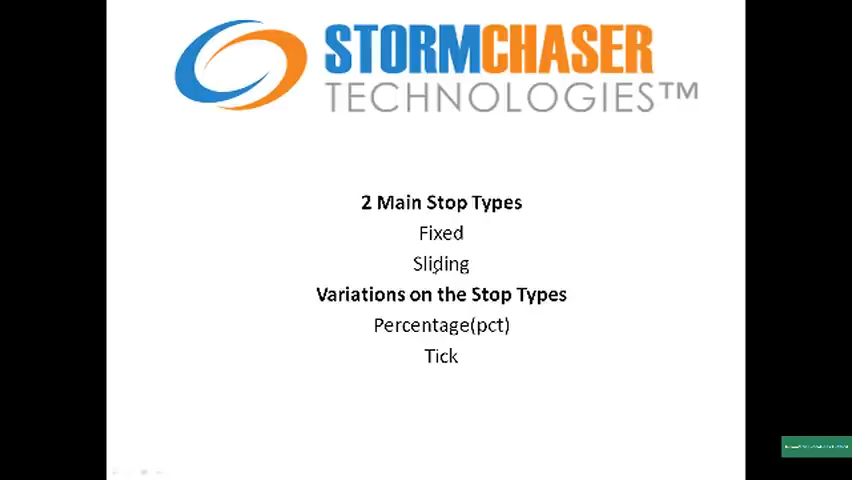 STORMCHASER
TECHNOLOGIES™
2 Main Stop Types
Fixed
Sliding
Variations on the Stop Types
Percentage(pct)
Tick